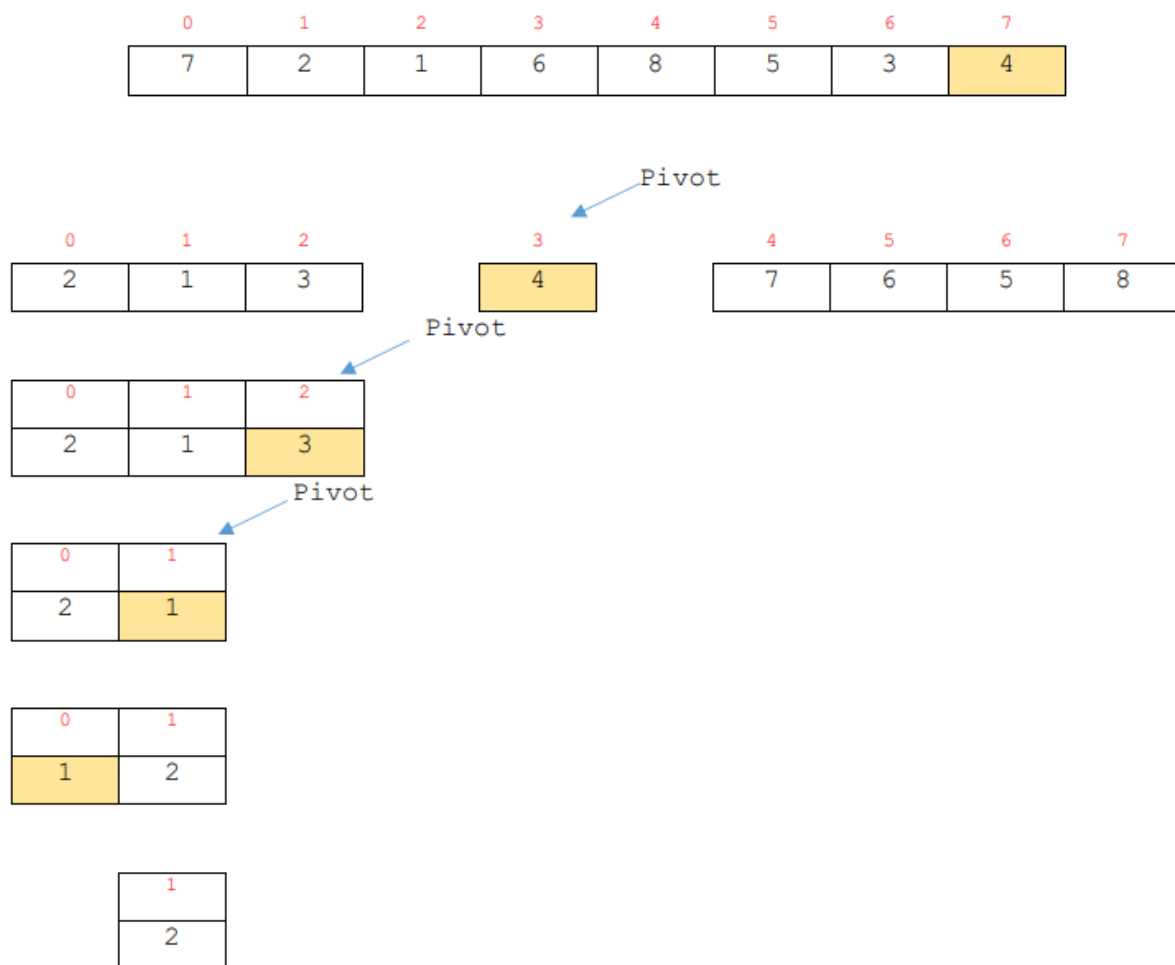 0 1 2 3 4 5 6 7
7 2 1 6 8 5 3 4
Pivot
0 1 2 3 4 5 6 7
2 1 3 4 7 6 5 8
Pivot
0 1 2
2 1 3
Pivot
0 1
2 1
0 1
1 2
1
2